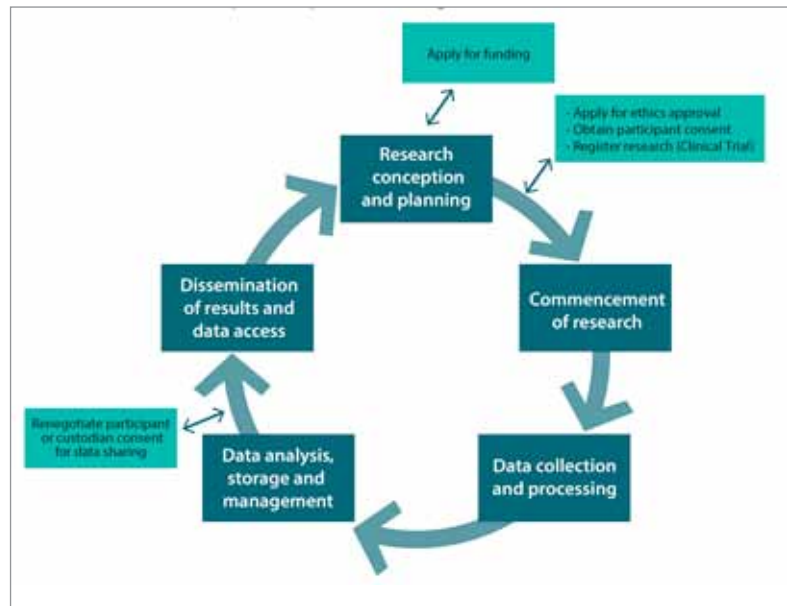 Apply for funding
- Apply for ethics approval
- Obtain participant consent
- Register research (Clinical Trial)
Research
conception
and planning
Commencement
of research
Data collection
and processing
Data analysis,
storage and
management
Renegotiate participant
or custodian consent
for data sharing
Dissemination
of results and
data access